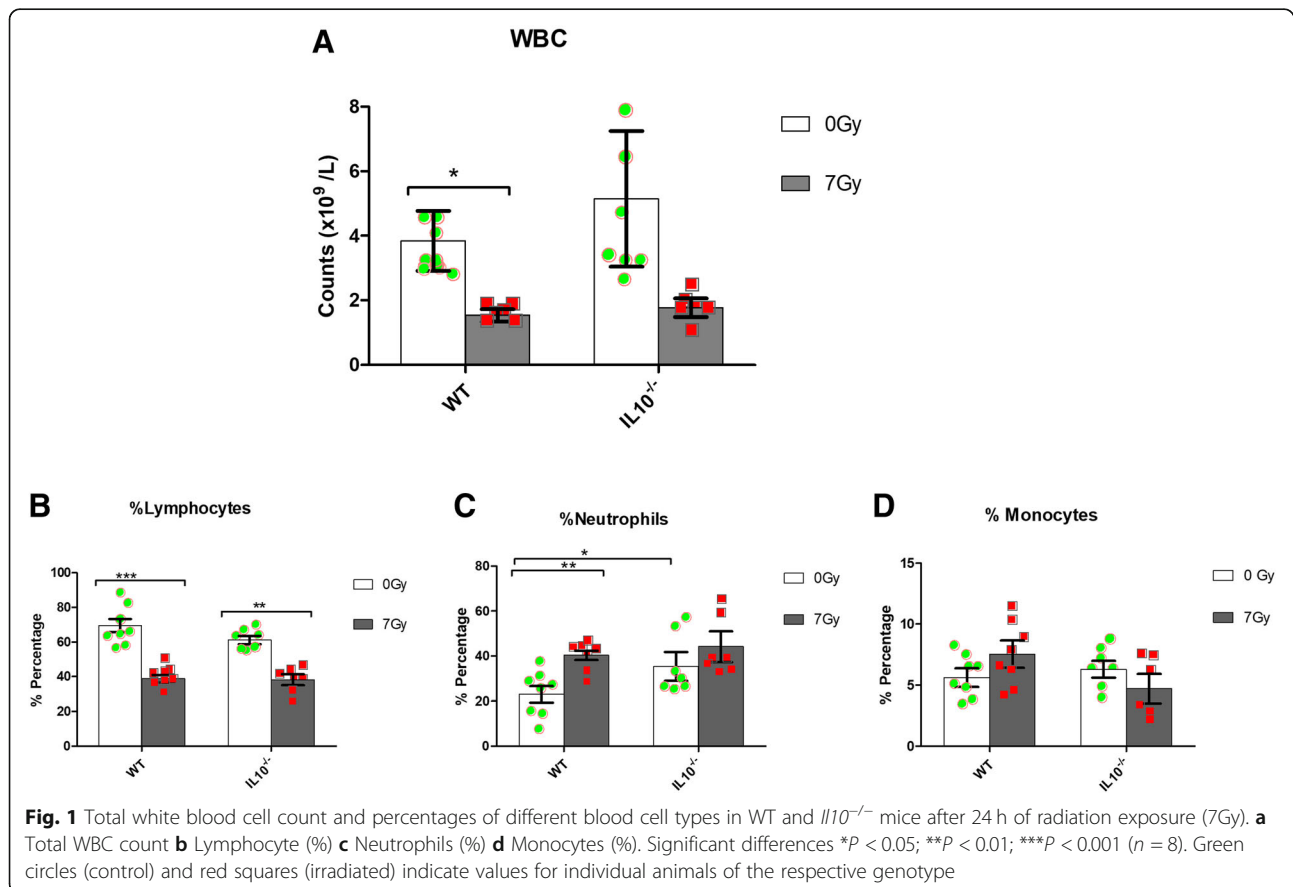 A
WBC
Counts (x10⁹ /L)
8
6
4
2
0
*
WT
IL10⁻/⁻
0Gy
7Gy
B
%Lymphocytes
% Percentage
100
80
60
40
20
0
***
**
WT
IL10⁻/⁻
0Gy
7Gy
C
%Neutrophils
% Percentage
80
60
40
20
0
*
**
WT
IL10⁻/⁻
0Gy
7Gy
D
% Monocytes
% Percentage
15
10
5
0
WT
IL10⁻/⁻
0 Gy
7Gy
Fig. 1 Total white blood cell count and percentages of different blood cell types in WT and Il10⁻/⁻ mice after 24 h of radiation exposure (7Gy). a
Total WBC count b Lymphocyte (%) c Neutrophils (%) d Monocytes (%). Significant differences *P < 0.05; **P < 0.01; ***P < 0.001 (n = 8). Green
circles (control) and red squares (irradiated) indicate values for individual animals of the respective genotype